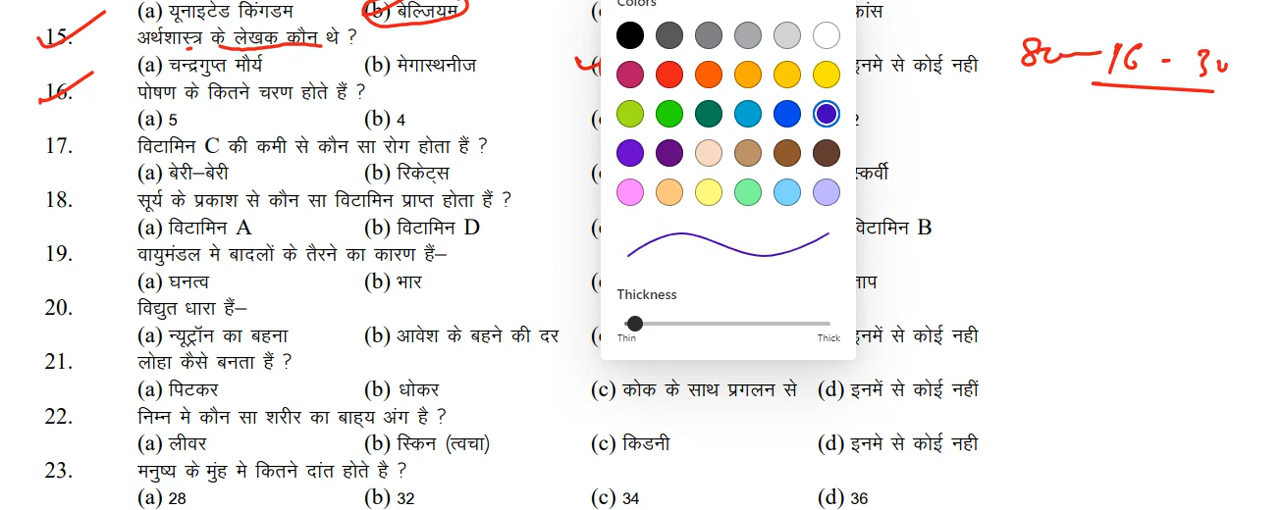 (a) यूनाइटेड किंगडम (b) बेल्जियम
Colors
15. अर्थशास्त्र के लेखक कौन थे ?
(a) चन्द्रगुप्त मौर्य (b) मेगास्थनीज इनमे से कोई नही
16. पोषण के कितने चरण होते हैं ?
(a) 5 (b) 4 2
17. विटामिन C की कमी से कौन सा रोग होता हैं ?
(a) बेरी–बेरी (b) रिकेट्स स्कर्वी
18. सूर्य के प्रकाश से कौन सा विटामिन प्राप्त होता हैं ?
(a) विटामिन A (b) विटामिन D विटामिन B
19. वायुमंडल मे बादलों के तैरने का कारण हैं–
(a) घनत्व (b) भार ताप
Thickness
20. विद्युत धारा हैं–
Thin Thick
(a) न्यूट्रॉन का बहना (b) आवेश के बहने की दर इनमें से कोई नही
21. लोहा कैसे बनता हैं ?
(a) पिटकर (b) धोकर (c) कोक के साथ प्रगलन से (d) इनमें से कोई नहीं
22. निम्न मे कौन सा शरीर का बाह्य अंग है ?
(a) लीवर (b) स्किन (त्वचा) (c) किडनी (d) इनमे से कोई नही
23. मनुष्य के मुंह मे कितने दांत होते है ?
(a) 28 (b) 32 (c) 34 (d) 36